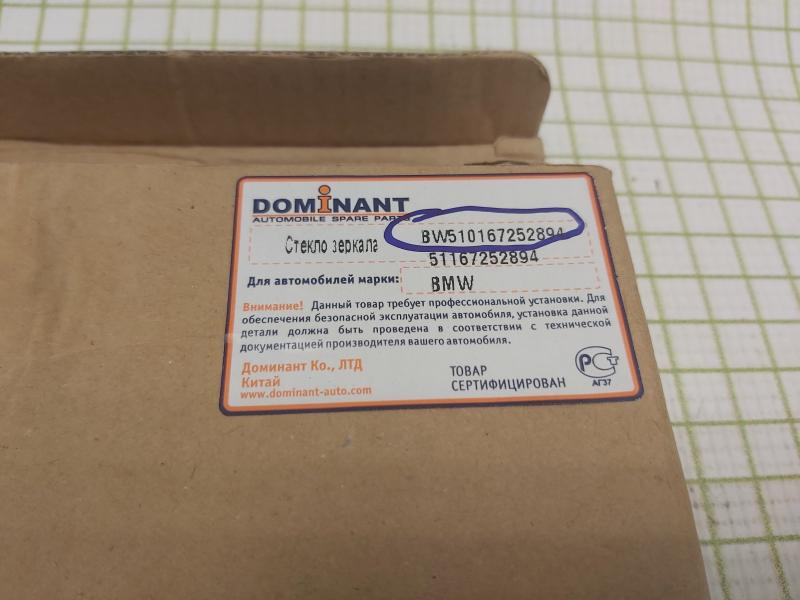 DOMiNANT
AUTOMOBILE SPARE PARTS
Стекло зеркала BW510167252894
51167252894
Для автомобилей марки: BMW
Внимание! Данный товар требует профессиональной установки. Для
обеспечения безопасной эксплуатации автомобиля, установка данной
детали должна быть проведена в соответствии с технической
документацией производителя вашего автомобиля.
Доминант Ко., ЛТД
Китай
www.dominant-auto.com
ТОВАР
СЕРТИФИЦИРОВАН
РСТ
АГ37